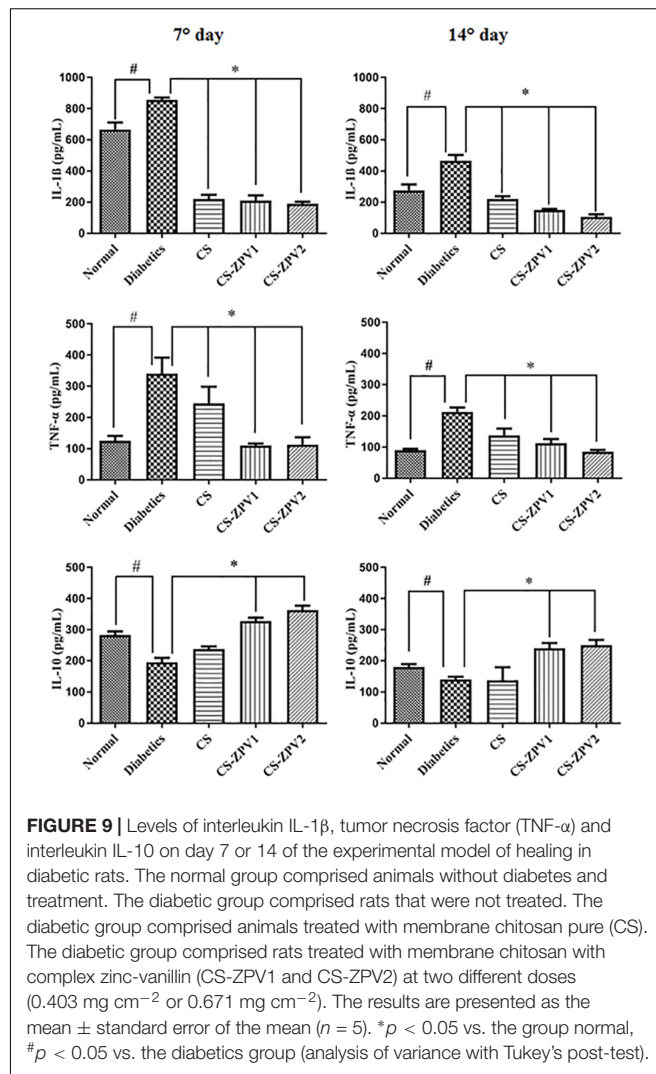 7° day
14° day
IL-1ß (pg/mL)
1000
800
600
400
200
0
#
*
Normal
Diabetics
CS
CS-ZPV1
CS-ZPV2
IL-1ß (pg/mL)
1000
800
600
400
200
0
#
*
Normal
Diabetics
CS
CS-ZPV1
CS-ZPV2
TNF-α (pg/mL)
500
400
300
200
100
0
#
*
Normal
Diabetics
CS
CS-ZPV1
CS-ZPV2
TNF-α (pg/mL)
500
400
300
200
100
0
#
*
Normal
Diabetics
CS
CS-ZPV1
CS-ZPV2
IL-10 (pg/mL)
500
400
300
200
100
0
#
*
Normal
Diabetics
CS
CS-ZPV1
CS-ZPV2
IL-10 (pg/mL)
500
400
300
200
100
0
#
*
Normal
Diabetics
CS
CS-ZPV1
CS-ZPV2
FIGURE 9 | Levels of interleukin IL-1β, tumor necrosis factor (TNF-α) and
interleukin IL-10 on day 7 or 14 of the experimental model of healing in
diabetic rats. The normal group comprised animals without diabetes and
treatment. The diabetic group comprised rats that were not treated. The
diabetic group comprised animals treated with membrane chitosan pure (CS).
The diabetic group comprised rats treated with membrane chitosan with
complex zinc-vanillin (CS-ZPV1 and CS-ZPV2) at two different doses
(0.403 mg cm⁻² or 0.671 mg cm⁻²). The results are presented as the
mean ± standard error of the mean (n = 5). *p < 0.05 vs. the group normal,
#p < 0.05 vs. the diabetics group (analysis of variance with Tukey's post-test).